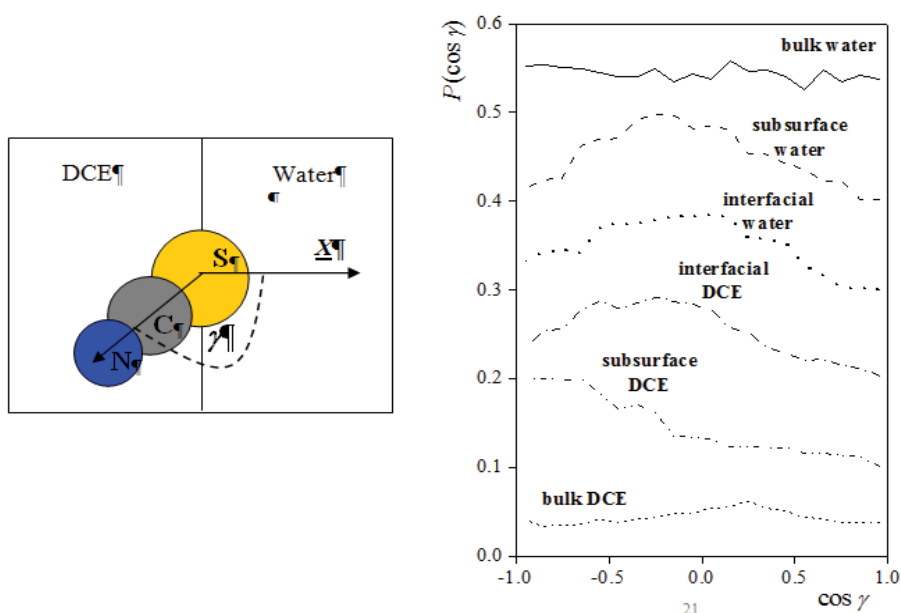 DCE¶
Water¶
¶
S¶
X¶
C¶
γ¶
N¶
P(cos γ)
0.6
0.5
0.4
0.3
0.2
0.1
0.0
bulk water
subsurface
water
interfacial
water
interfacial
DCE
subsurface
DCE
bulk DCE
-1.0 -0.5 0.0 0.5 1.0
cos γ
21